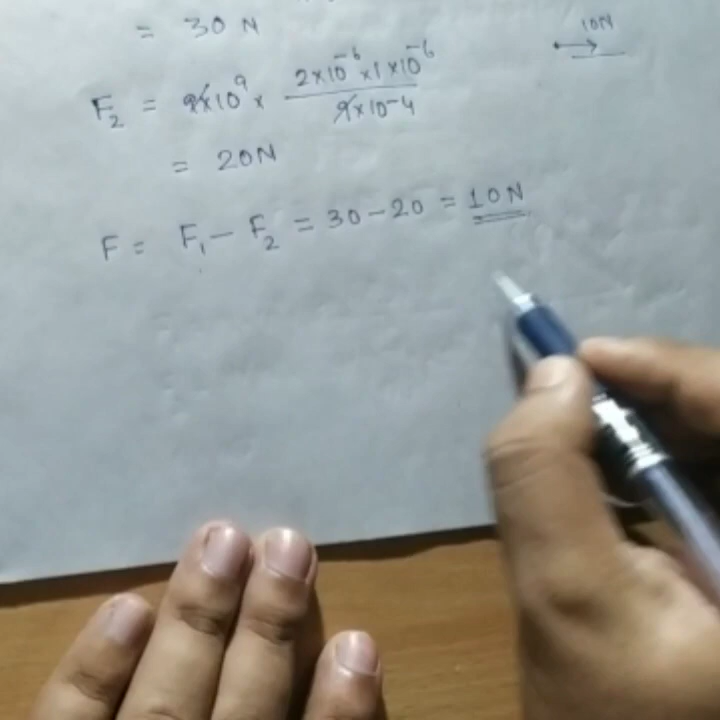 = 30 N
10N
F₂ = 9×10⁹ × 2×10⁻⁶×1×10⁻⁶ / 9×10⁻⁴
= 20N
F = F₁ – F₂ = 30 – 20 = 10N